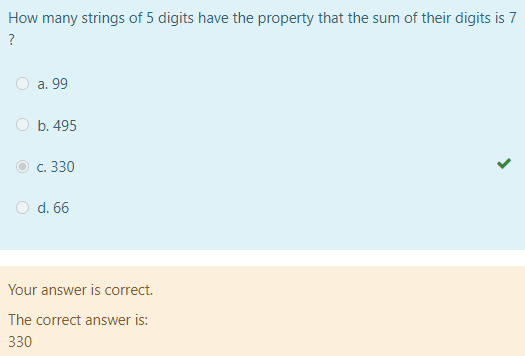 How many strings of 5 digits have the property that the sum of their digits is 7
?
a. 99
b. 495
c. 330
d. 66
Your answer is correct.
The correct answer is:
330